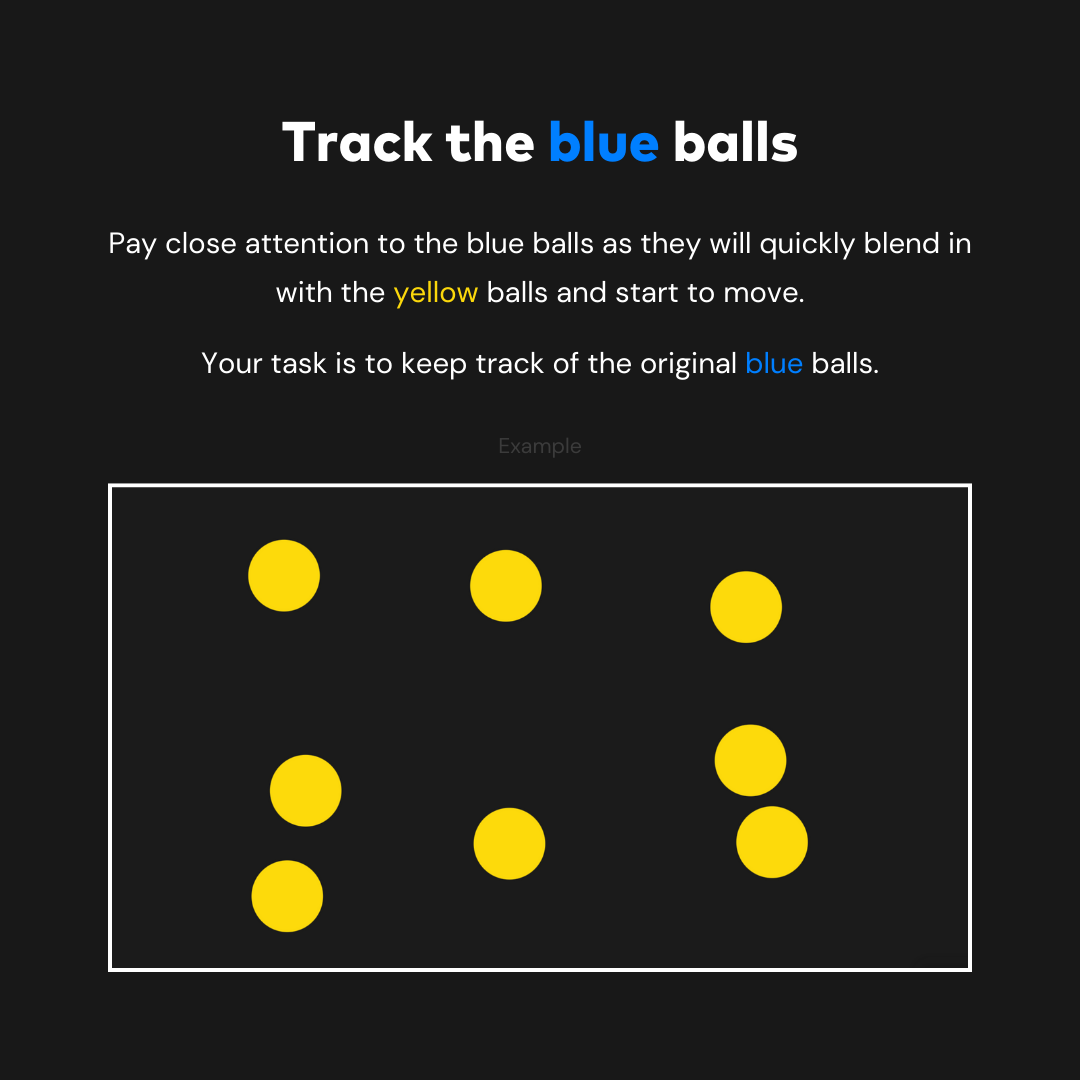 Track the blue balls
Pay close attention to the blue balls as they will quickly blend in
with the yellow balls and start to move.
Your task is to keep track of the original blue balls.
Example